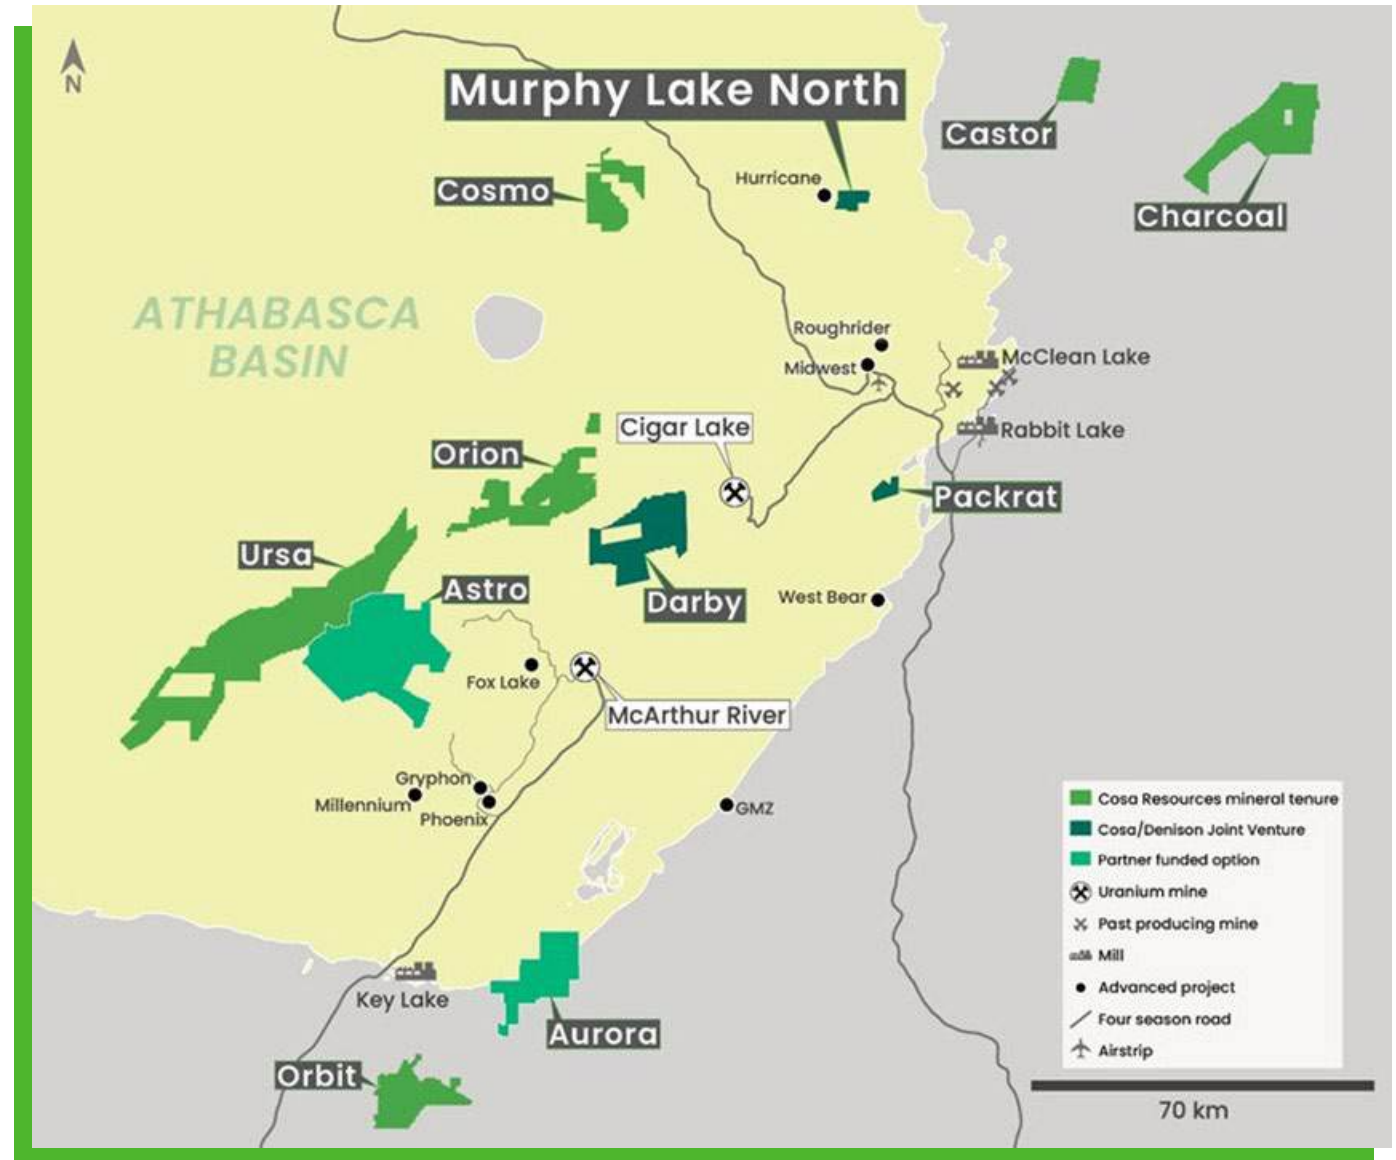 N
Murphy Lake North
Castor
Cosmo
Hurricane
Charcoal
ATHABASCA
BASIN
Roughrider
Midwest
McClean Lake
Cigar Lake
Rabbit Lake
Orion
Packrat
Ursa
Astro
Darby
West Bear
Fox Lake
McArthur River
Gryphon
Millennium
Phoenix
GMZ
Key Lake
Aurora
Orbit
Cosa Resources mineral tenure
Cosa/Denison Joint Venture
Partner funded option
Uranium mine
Past producing mine
Mill
Advanced project
Four season road
Airstrip
70 km